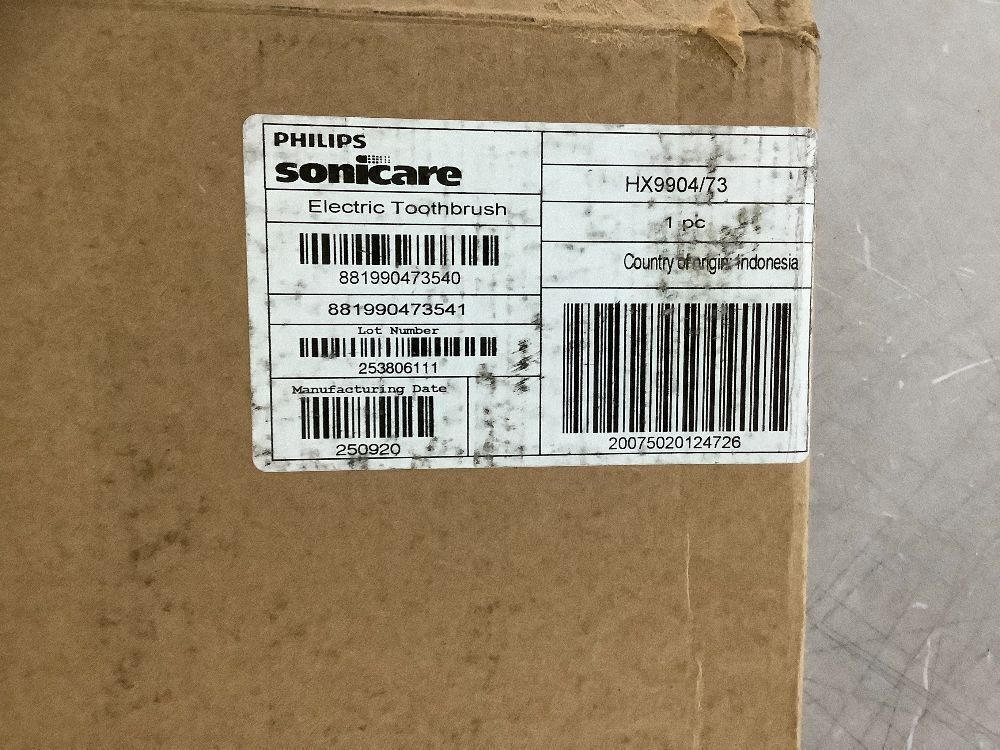 PHILIPS
sonicare
Electric Toothbrush
881990473540
881990473541
Lot Number
253806111
Manufacturing Date
250920
HX9904/73
1 pc
Country of origin: Indonesia
20075020124726